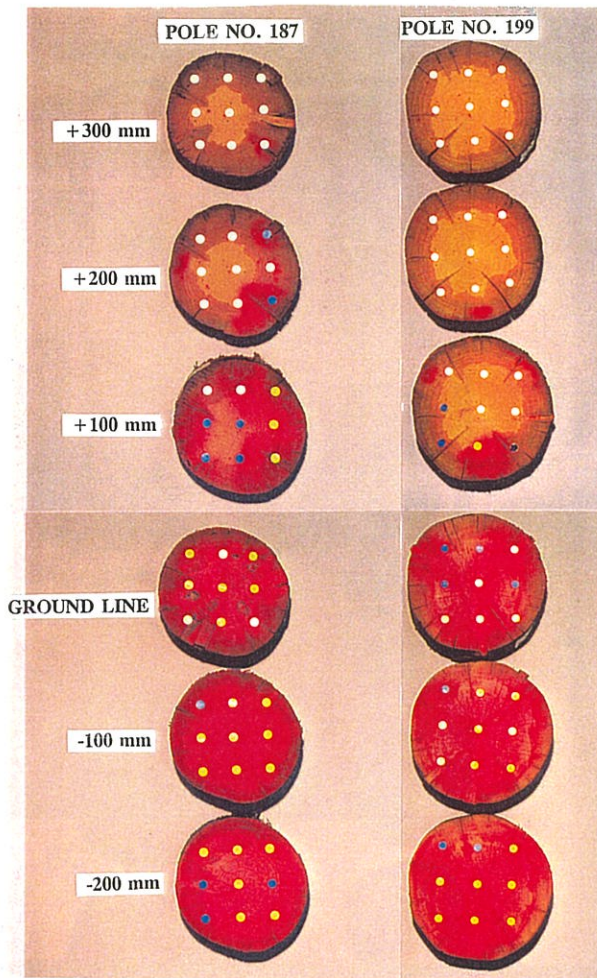 POLE NO. 187
POLE NO. 199
+300 mm
+200 mm
+100 mm
GROUND LINE
-100 mm
-200 mm